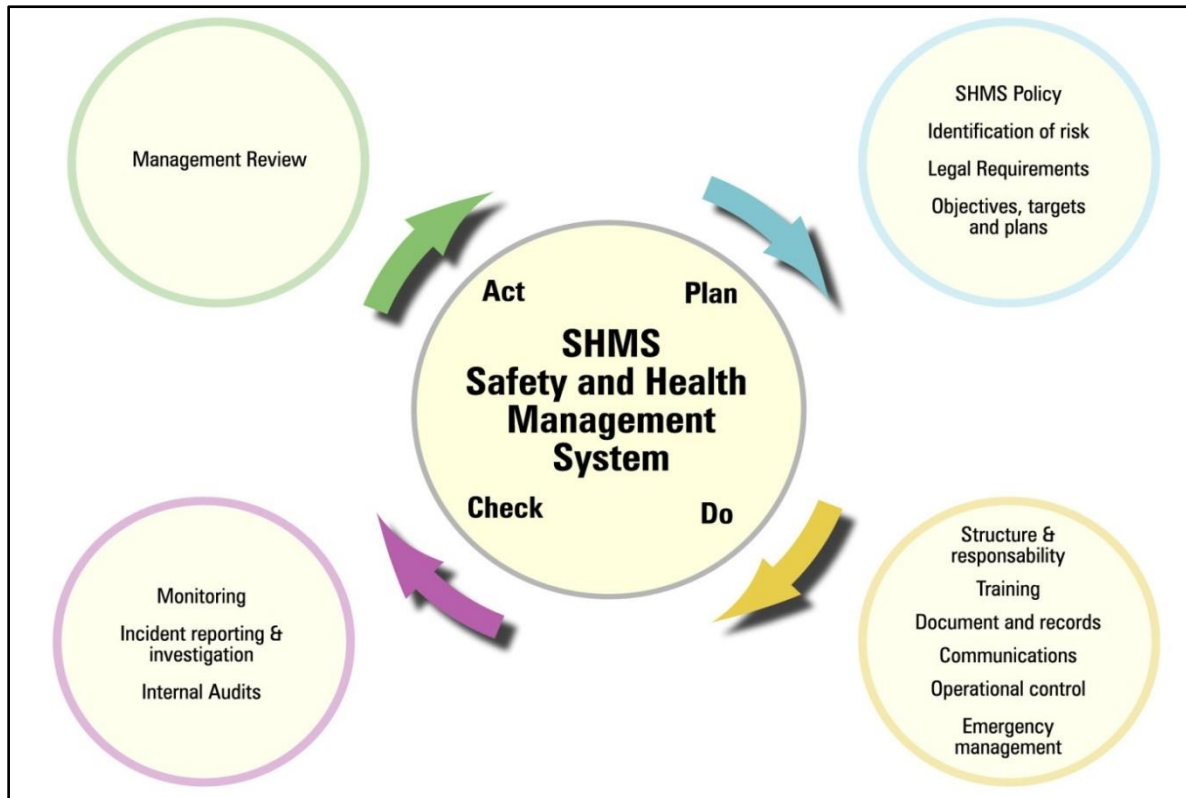 Management Review
SHMS Policy
Identification of risk
Legal Requirements
Objectives, targets
and plans
Act
Plan
SHMS
Safety and Health
Management
System
Check
Do
Monitoring
Incident reporting &
investigation
Internal Audits
Structure &
responsability
Training
Document and records
Communications
Operational control
Emergency
management